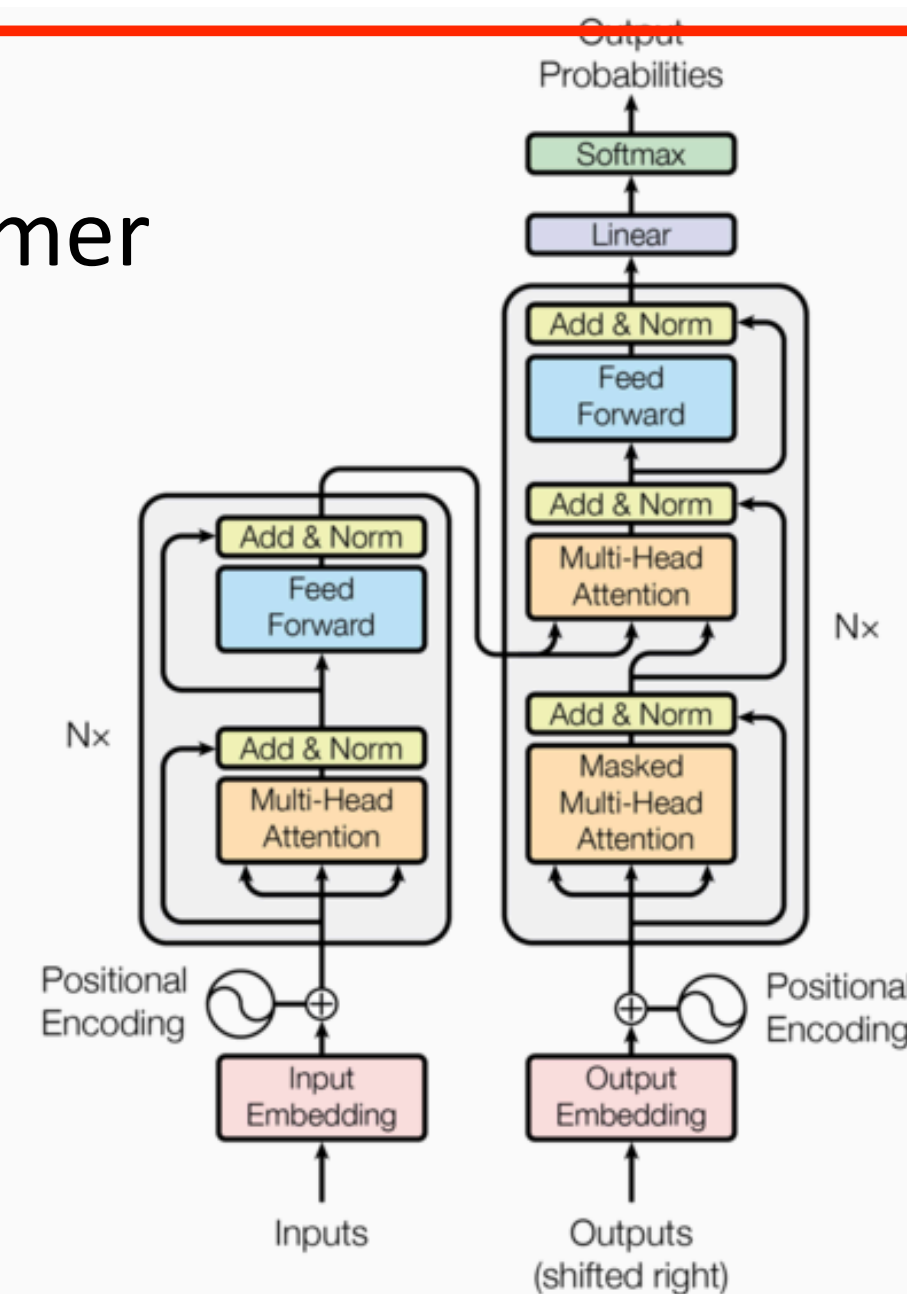 mer
Output
Probabilities
Softmax
Linear
Add & Norm
Feed
Forward
Add & Norm
Multi-Head
Attention
Nx
Add & Norm
Masked
Multi-Head
Attention
Add & Norm
Feed
Forward
Nx
Add & Norm
Multi-Head
Attention
Positional
Encoding
Positional
Encoding
Input
Embedding
Output
Embedding
Inputs
Outputs
(shifted right)